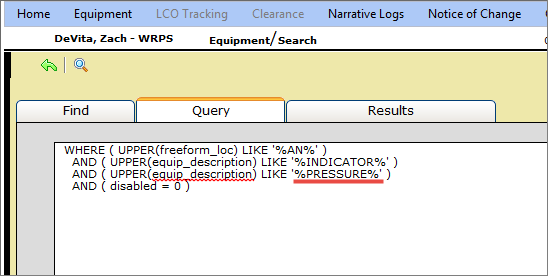 Home Equipment LCO Tracking Clearance Narrative Logs Notice of Change
DeVita, Zach - WRPS Equipment/Search
Find Query Results
WHERE ( UPPER(freeform_loc) LIKE '%AN%' )
AND ( UPPER(equip_description) LIKE '%INDICATOR%' )
AND ( UPPER(equip_description) LIKE '%PRESSURE%' )
AND ( disabled = 0 )